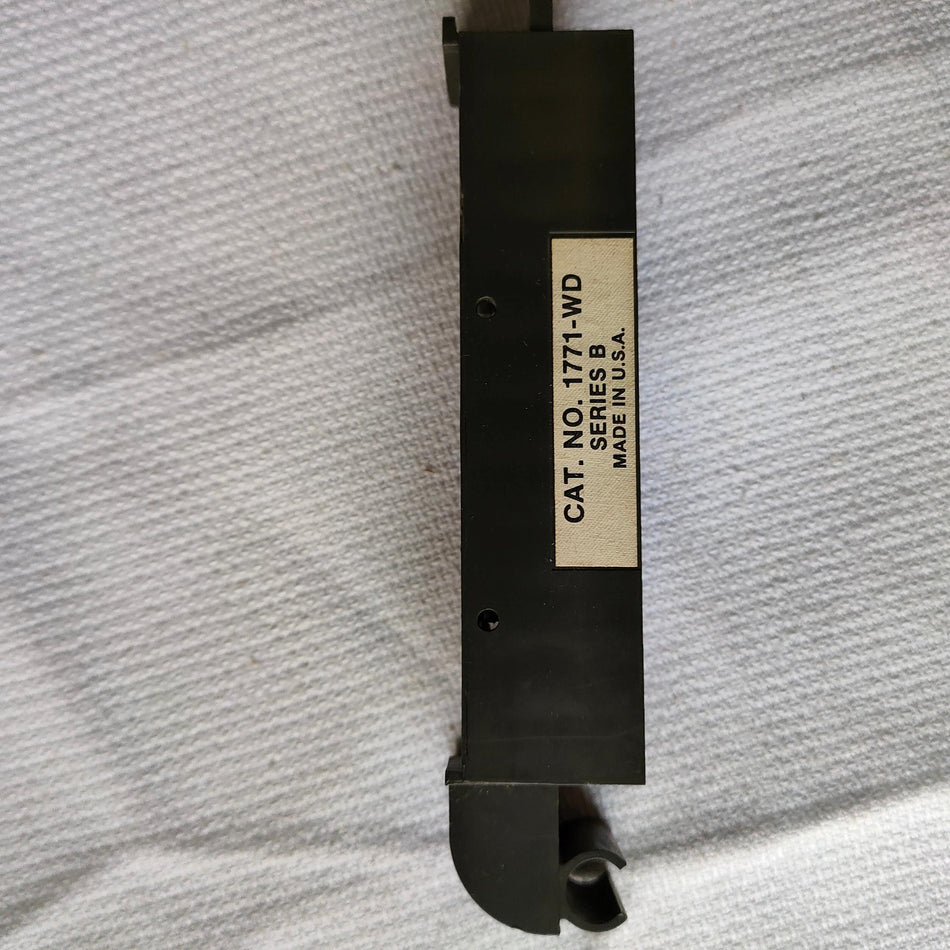 CAT. NO. 1771-WD
SERIES B
MADE IN U.S.A.